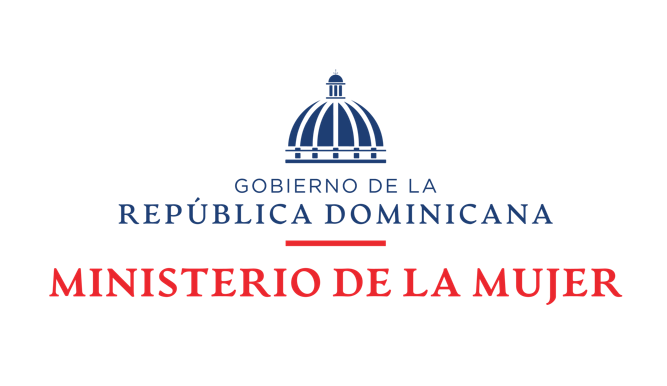 GOBIERNO DE LA
REPÚBLICA DOMINICANA
MINISTERIO DE LA MUJER